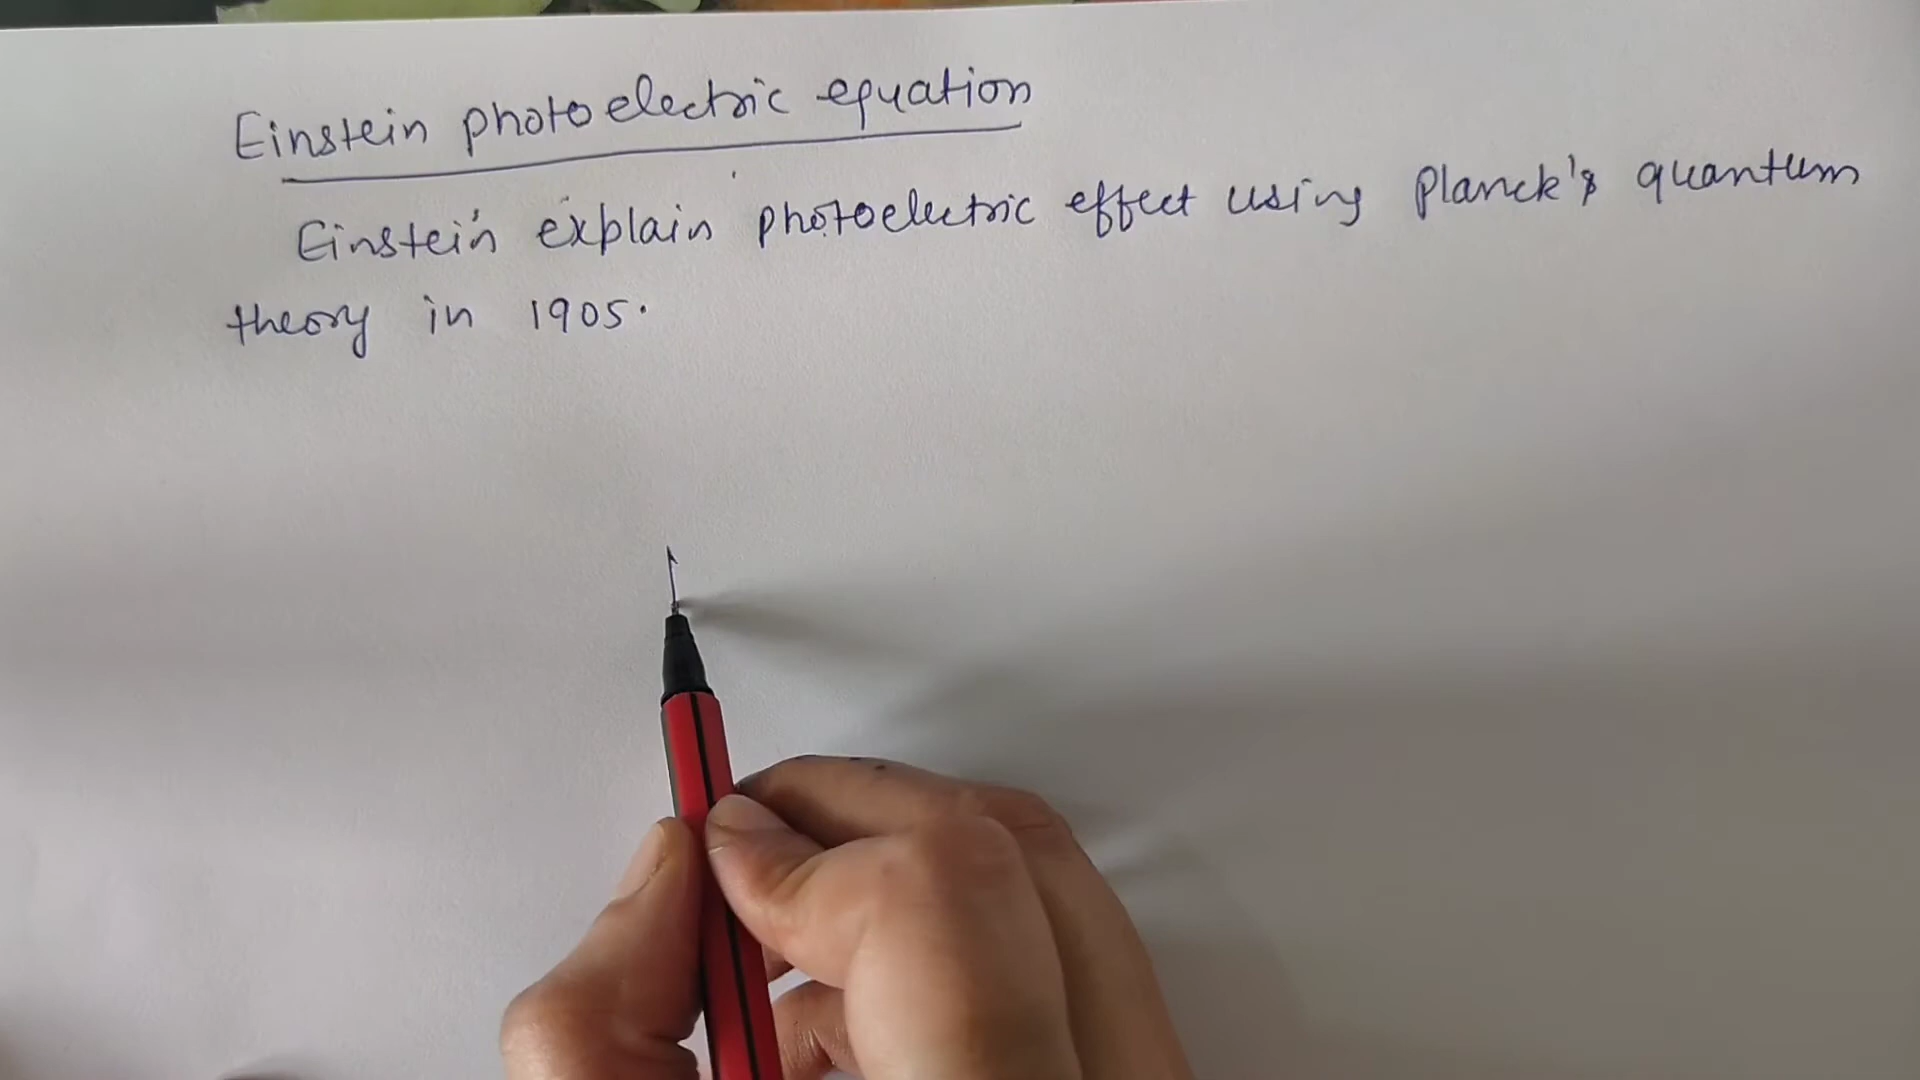 Einstein photoelectric equation
Einstein explain photoelectric effect using Planck's quantum
theory in 1905.